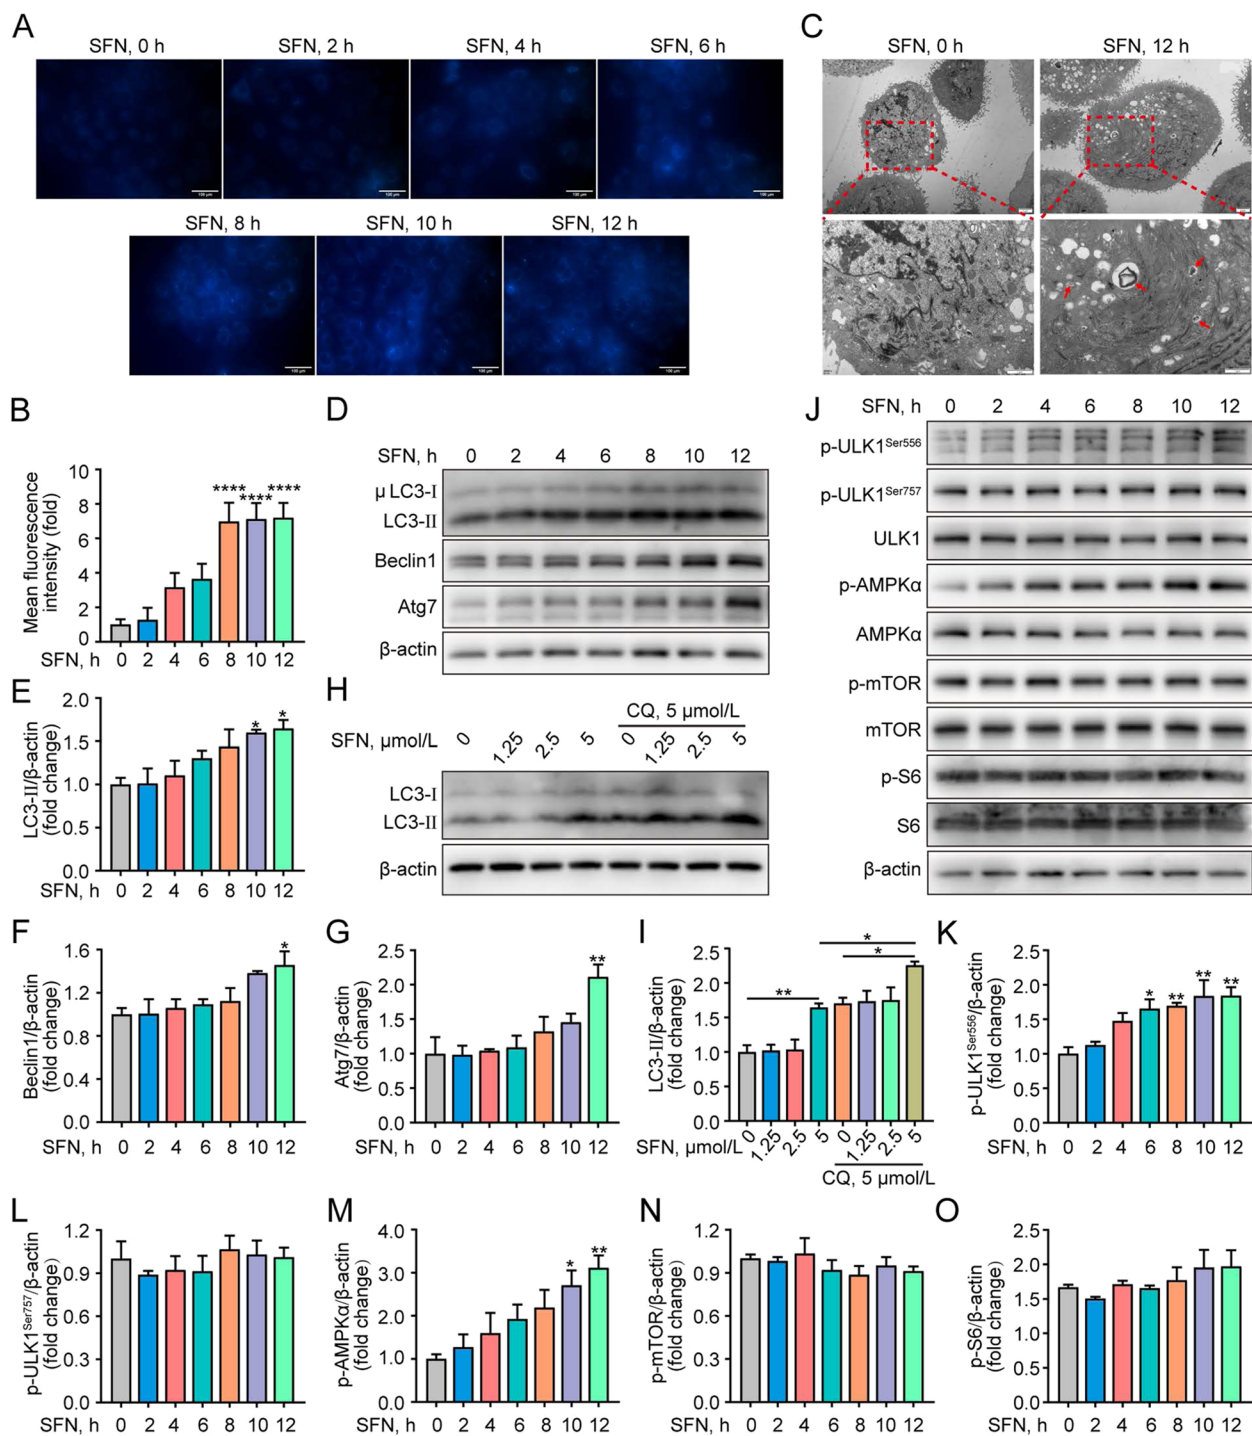 A
SFN, 0 h SFN, 2 h SFN, 4 h SFN, 6 h
100 μm 100 μm 100 μm 100 μm
SFN, 8 h SFN, 10 h SFN, 12 h
100 μm 100 μm 100 μm
C
SFN, 0 h SFN, 12 h
B
Mean fluorescence
intensity (fold)
10
8
6
4
2
0
**** **** ****
SFN, h 0 2 4 6 8 10 12
D
SFN, h 0 2 4 6 8 10 12
μ LC3-I
LC3-II
Beclin1
Atg7
β-actin
E
LC3-II/β-actin
(fold change)
2.0
1.5
1.0
0.5
0.0
* *
SFN, h 0 2 4 6 8 10 12
H
CQ, 5 μmol/L
SFN, μmol/L 0 1.25 2.5 5 0 1.25 2.5 5
LC3-I
LC3-II
β-actin
J
SFN, h 0 2 4 6 8 10 12
p-ULK1Ser556
p-ULK1Ser757
ULK1
p-AMPKα
AMPKα
p-mTOR
mTOR
p-S6
S6
β-actin
F
Beclin1/β-actin
(fold change)
1.6
1.2
0.8
0.4
0.0
*
SFN, h 0 2 4 6 8 10 12
G
Atg7/β-actin
(fold change)
2.5
2.0
1.5
1.0
0.5
0.0
**
SFN, h 0 2 4 6 8 10 12
I
LC3-II/β-actin
(fold change)
2.5
2.0
1.5
1.0
0.5
0.0
*
*
**
SFN, μmol/L 0 1.25 2.5 5 0 1.25 2.5 5
CQ, 5 μmol/L
K
p-ULK1Ser556/β-actin
(fold change)
2.5
2.0
1.5
1.0
0.5
0.0
* ** ** **
SFN, h 0 2 4 6 8 10 12
L
p-ULK1Ser757/β-actin
(fold change)
1.2
0.9
0.6
0.3
0.0
SFN, h 0 2 4 6 8 10 12
M
p-AMPKα/β-actin
(fold change)
4.0
3.0
2.0
1.0
0.0
* **
SFN, h 0 2 4 6 8 10 12
N
p-mTOR/β-actin
(fold change)
1.2
0.9
0.6
0.3
0.0
SFN, h 0 2 4 6 8 10 12
O
p-S6/β-actin
(fold change)
2.5
2.0
1.5
1.0
0.5
0.0
SFN, h 0 2 4 6 8 10 12